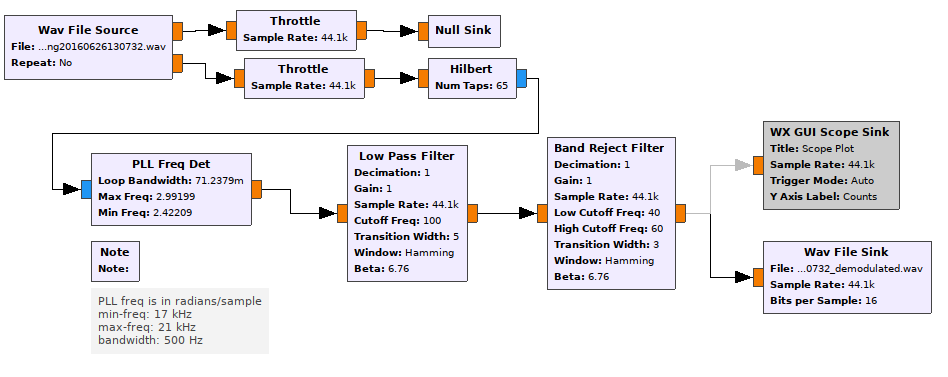 Wav File Source
File: ...ng20160626130732.wav
Repeat: No
Throttle
Sample Rate: 44.1k
Null Sink
Throttle
Sample Rate: 44.1k
Hilbert
Num Taps: 65
PLL Freq Det
Loop Bandwidth: 71.2379m
Max Freq: 2.99199
Min Freq: 2.42209
Low Pass Filter
Decimation: 1
Gain: 1
Sample Rate: 44.1k
Cutoff Freq: 100
Transition Width: 5
Window: Hamming
Beta: 6.76
Band Reject Filter
Decimation: 1
Gain: 1
Sample Rate: 44.1k
Low Cutoff Freq: 40
High Cutoff Freq: 60
Transition Width: 3
Window: Hamming
Beta: 6.76
WX GUI Scope Sink
Title: Scope Plot
Sample Rate: 44.1k
Trigger Mode: Auto
Y Axis Label: Counts
Wav File Sink
File: ...0732_demodulated.wav
Sample Rate: 44.1k
Bits per Sample: 16
Note
Note:
PLL freq is in radians/sample
min-freq: 17 kHz
max-freq: 21 kHz
bandwidth: 500 Hz